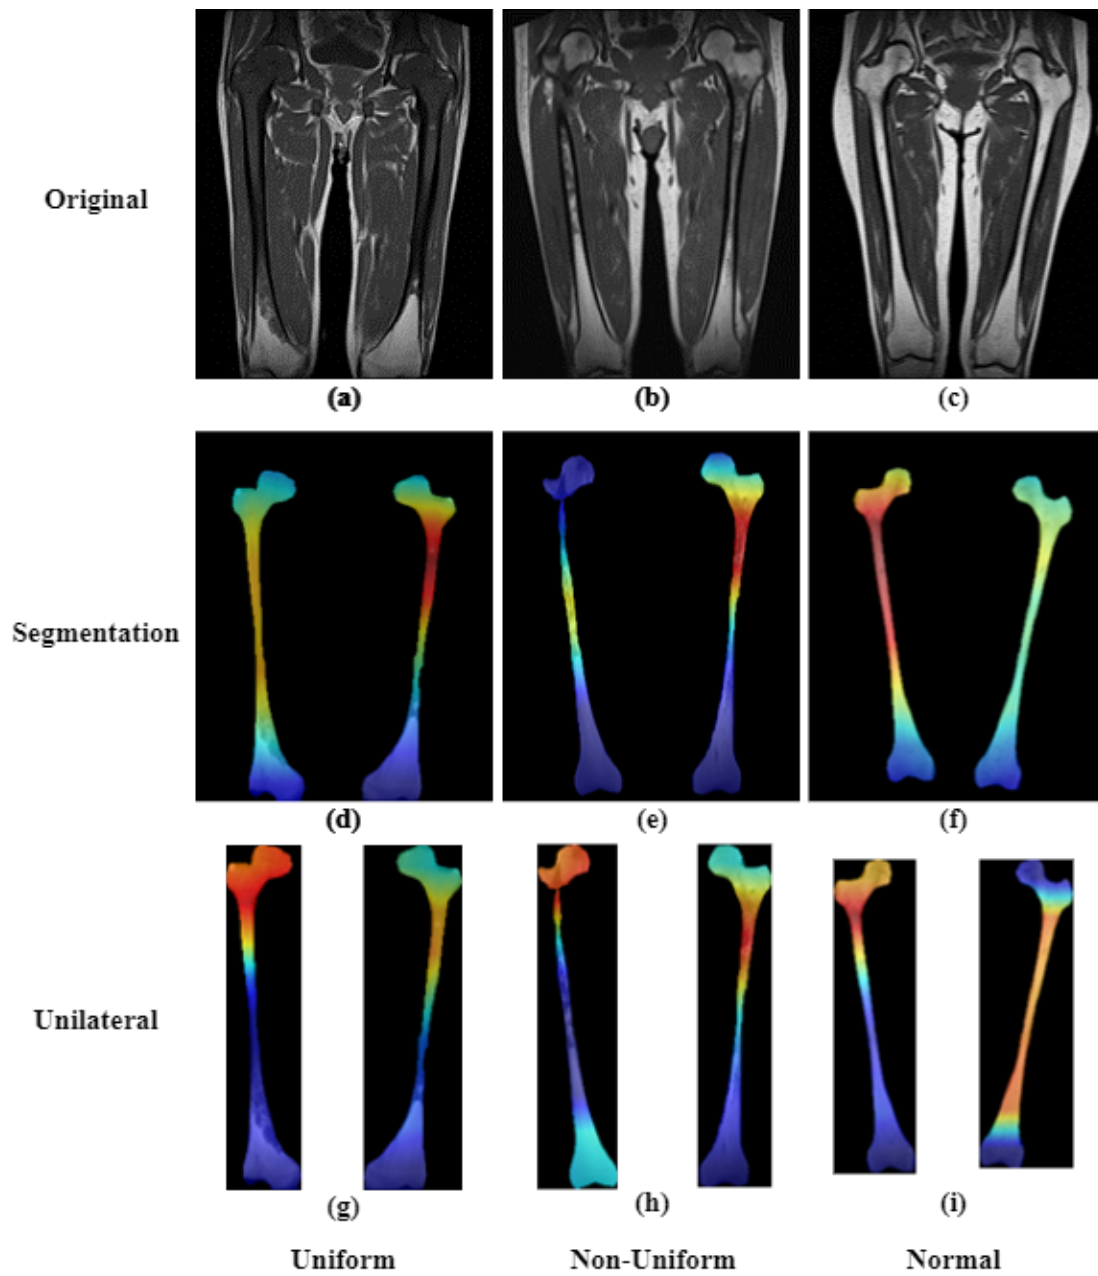 Original
(a) (b) (c)
Segmentation
(d) (e) (f)
Unilateral
(g) (h) (i)
Uniform Non-Uniform Normal